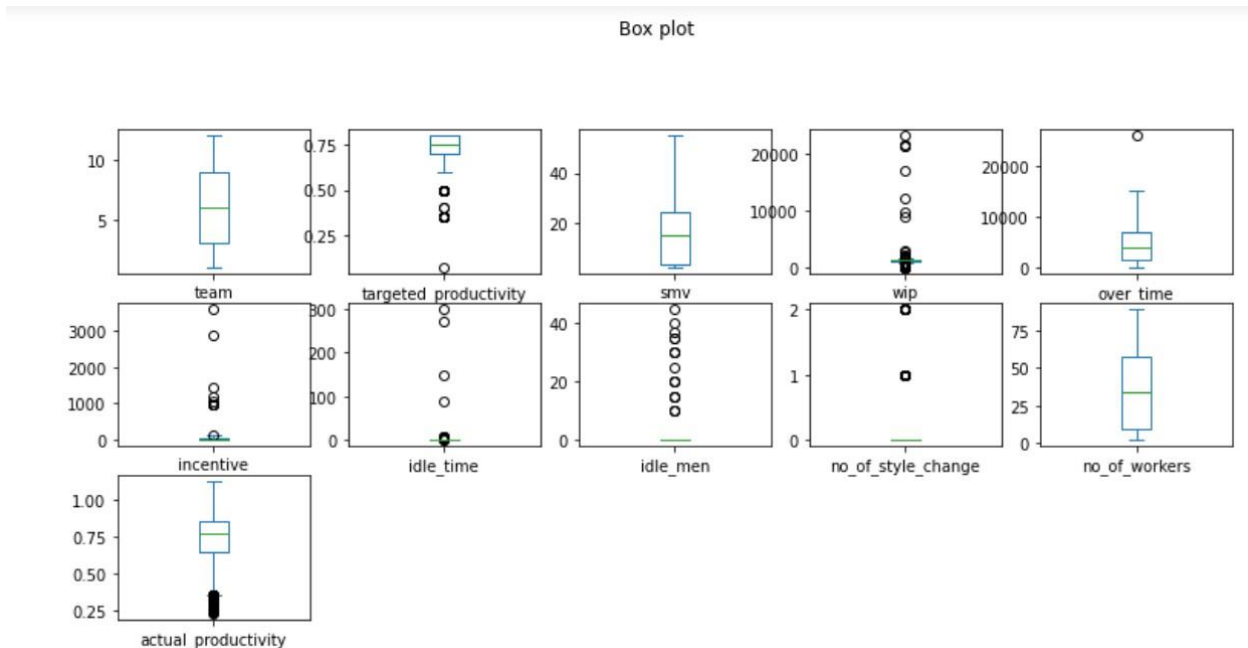 Box plot
10
5
team
0.75
0.50
0.25
targeted_productivity
40
20
smv
20000
10000
0
wip
20000
10000
0
over_time
3000
2000
1000
0
incentive
300
200
100
0
idle_time
40
20
0
idle_men
2
1
0
no_of_style_change
75
50
25
0
no_of_workers
1.00
0.75
0.50
0.25
actual_productivity